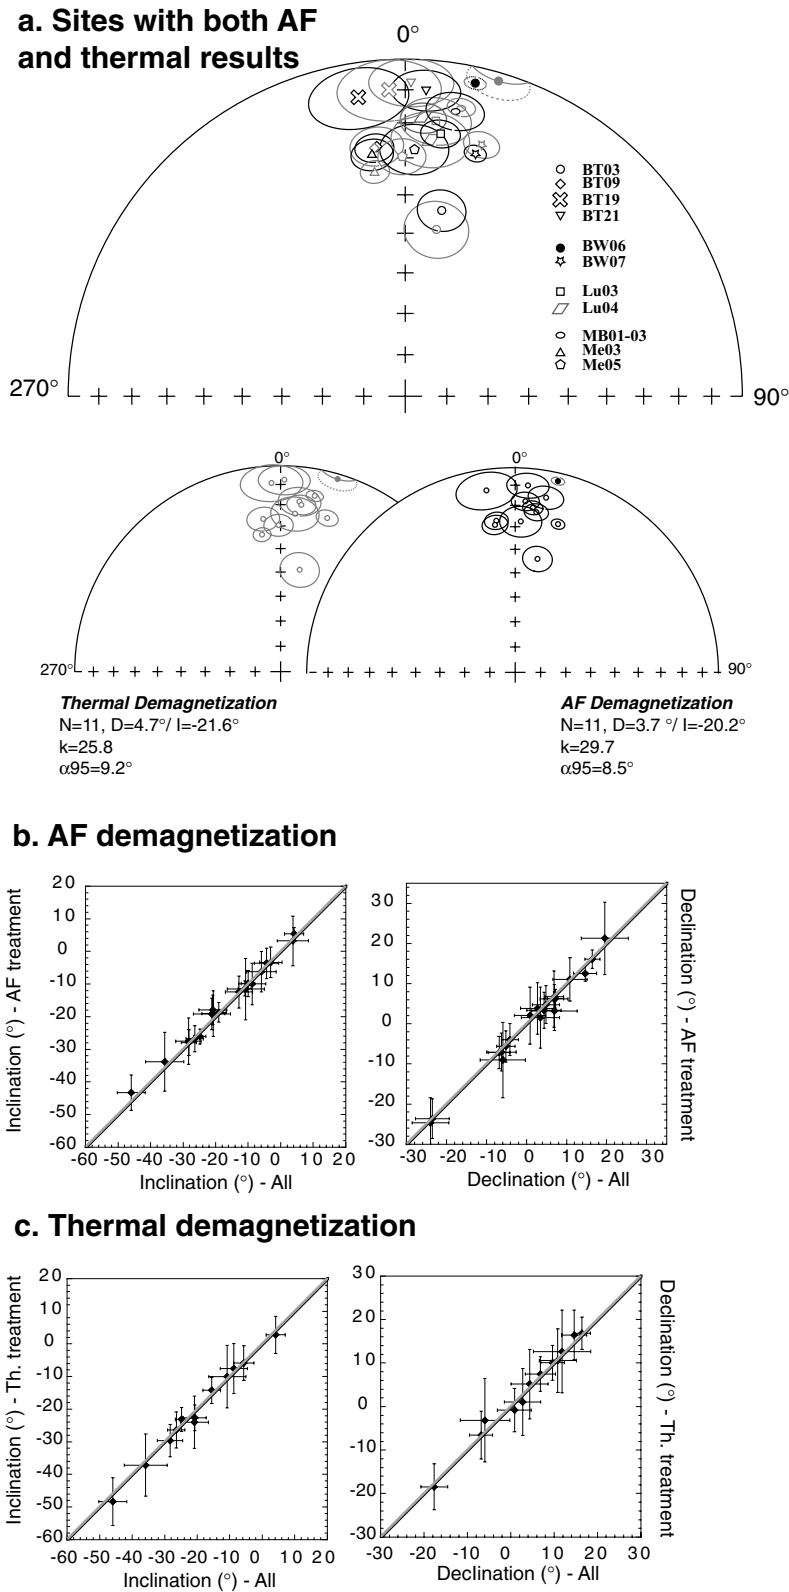 a. Sites with both AF
and thermal results
0°
BT03
BT09
BT19
BT21
BW06
BW07
Lu03
Lu04
MB01-03
Me03
Me05
270°
90°
0°
0°
270°
90°
Thermal Demagnetization
N=11, D=4.7°/ I=-21.6°
k=25.8
α95=9.2°
AF Demagnetization
N=11, D=3.7 °/ I=-20.2°
k=29.7
α95=8.5°
b. AF demagnetization
Inclination (°) - AF treatment
20
10
0
-10
-20
-30
-40
-50
-60
-60 -50 -40 -30 -20 -10 0 10 20
Inclination (°) - All
30
20
10
0
-10
-20
-30
-30 -20 -10 0 10 20 30
Declination (°) - All
Declination (°) - AF treatment
c. Thermal demagnetization
Inclination (°) - Th. treatment
20
10
0
-10
-20
-30
-40
-50
-60
-60 -50 -40 -30 -20 -10 0 10 20
Inclination (°) - All
30
20
10
0
-10
-20
-30
-30 -20 -10 0 10 20 30
Declination (°) - All
Declination (°) - Th. treatment